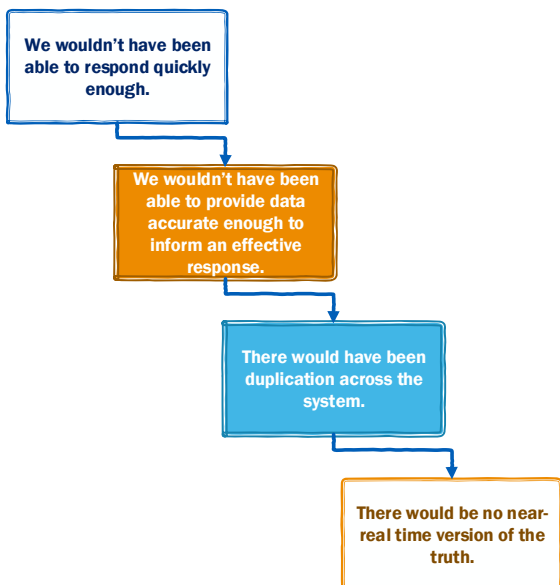 We wouldn’t have been
able to respond quickly
enough.
We wouldn’t have been
able to provide data
accurate enough to
inform an effective
response.
There would have been
duplication across the
system.
There would be no near-
real time version of the
truth.